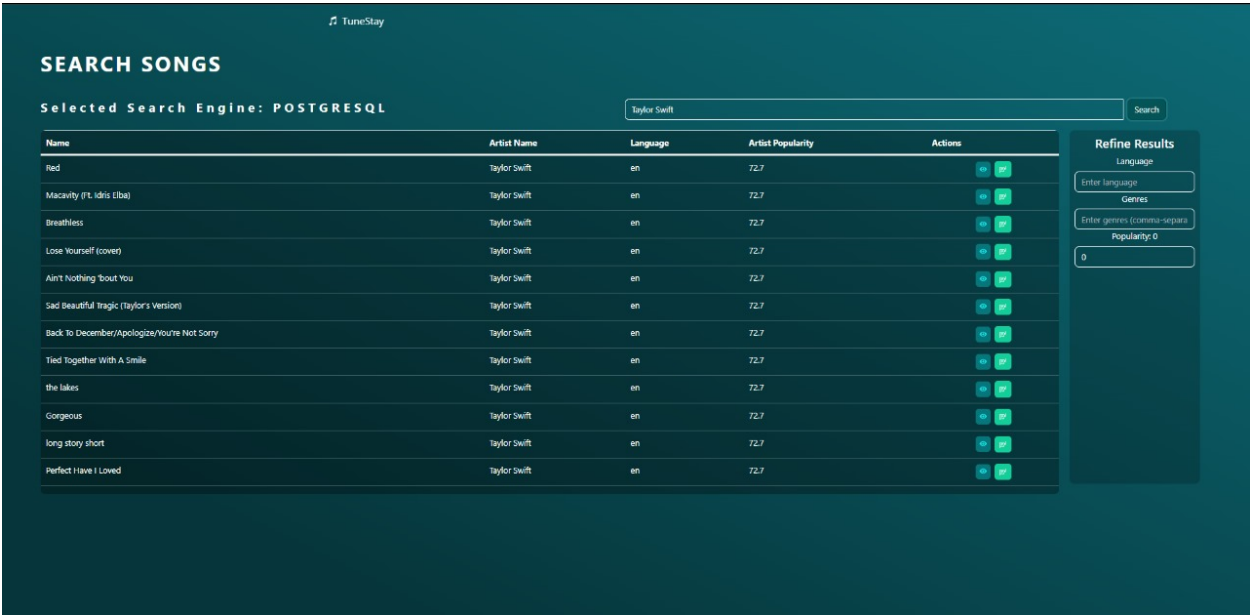 TuneStay
SEARCH SONGS
Selected Search Engine: POSTGRESQL
Taylor Swift
Search
Name Artist Name Language Artist Popularity Actions
Red Taylor Swift en 72.7
Macavity (Ft. Idris Elba) Taylor Swift en 72.7
Breathless Taylor Swift en 72.7
Lose Yourself (cover) Taylor Swift en 72.7
Ain't Nothing 'bout You Taylor Swift en 72.7
Sad Beautiful Tragic (Taylor's Version) Taylor Swift en 72.7
Back To December/Apologize/You're Not Sorry Taylor Swift en 72.7
Tied Together With A Smile Taylor Swift en 72.7
the lakes Taylor Swift en 72.7
Gorgeous Taylor Swift en 72.7
long story short Taylor Swift en 72.7
Perfect Have I Loved Taylor Swift en 72.7
Refine Results
Language
Enter language
Genres
Enter genres (comma-separa
Popularity: 0
0